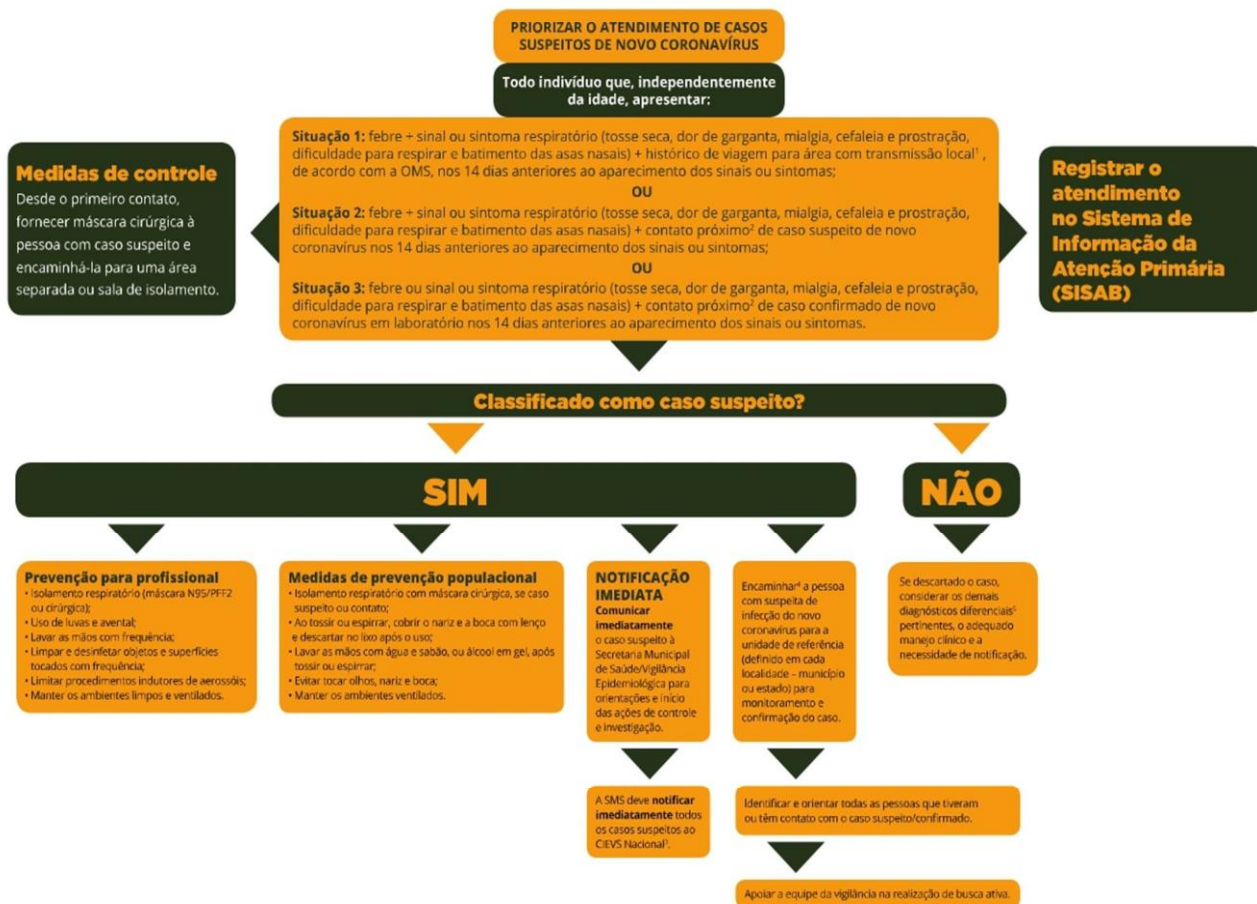 PRIORIZAR O ATENDIMENTO DE CASOS
SUSPEITOS DE NOVO CORONAVÍRUS
Todo indivíduo que, independentemente
da idade, apresentar:
Situação 1: febre + sinal ou sintoma respiratório (tosse seca, dor de garganta, mialgia, cefaleia e prostração,
dificuldade para respirar e batimento das asas nasais) + histórico de viagem para área com transmissão local¹ ,
de acordo com a OMS, nos 14 dias anteriores ao aparecimento dos sinais ou sintomas;
OU
Situação 2: febre + sinal ou sintoma respiratório (tosse seca, dor de garganta, mialgia, cefaleia e prostração,
dificuldade para respirar e batimento das asas nasais) + contato próximo² de caso suspeito de novo
coronavírus nos 14 dias anteriores ao aparecimento dos sinais ou sintomas;
OU
Situação 3: febre ou sinal ou sintoma respiratório (tosse seca, dor de garganta, mialgia, cefaleia e prostração,
dificuldade para respirar e batimento das asas nasais) + contato próximo² de caso confirmado de novo
coronavírus em laboratório nos 14 dias anteriores ao aparecimento dos sinais ou sintomas.
Medidas de controle
Desde o primeiro contato,
fornecer máscara cirúrgica à
pessoa com caso suspeito e
encaminhá-la para uma área
separada ou sala de isolamento.
Registrar o
atendimento
no Sistema de
Informação da
Atenção Primária
(SISAB)
Classificado como caso suspeito?
SIM
NÃO
Prevenção para profissional
• Isolamento respiratório (máscara N95/PFF2
ou cirúrgica);
• Uso de luvas e avental;
• Lavar as mãos com frequência;
• Limpar e desinfetar objetos e superfícies
tocados com frequência;
• Limitar procedimentos indutores de aerossóis;
• Manter os ambientes limpos e ventilados.
Medidas de prevenção populacional
• Isolamento respiratório com máscara cirúrgica, se caso
suspeito ou contato;
• Ao tossir ou espirrar, cobrir o nariz e a boca com lenço
e descartar no lixo após o uso;
• Lavar as mãos com água e sabão, ou álcool em gel, após
tossir ou espirrar;
• Evitar tocar olhos, nariz e boca;
• Manter os ambientes ventilados.
NOTIFICAÇÃO
IMEDIATA
Comunicar
imediatamente
o caso suspeito à
Secretaria Municipal
de Saúde/Vigilância
Epidemiológica para
orientações e início
das ações de controle
e investigação.
A SMS deve notificar
imediatamente todos
os casos suspeitos ao
CIEVS Nacional³.
Encaminhar⁴ a pessoa
com suspeita de
infecção do novo
coronavírus para a
unidade de referência
(definido em cada
localidade – município
ou estado) para
monitoramento e
confirmação do caso.
Identificar e orientar todas as pessoas que tiveram
ou têm contato com o caso suspeito/confirmado.
Apoiar a equipe da vigilância na realização de busca ativa.
Se descartado o caso,
considerar os demais
diagnósticos diferenciais⁵
pertinentes, o adequado
manejo clínico e a
necessidade de notificação.